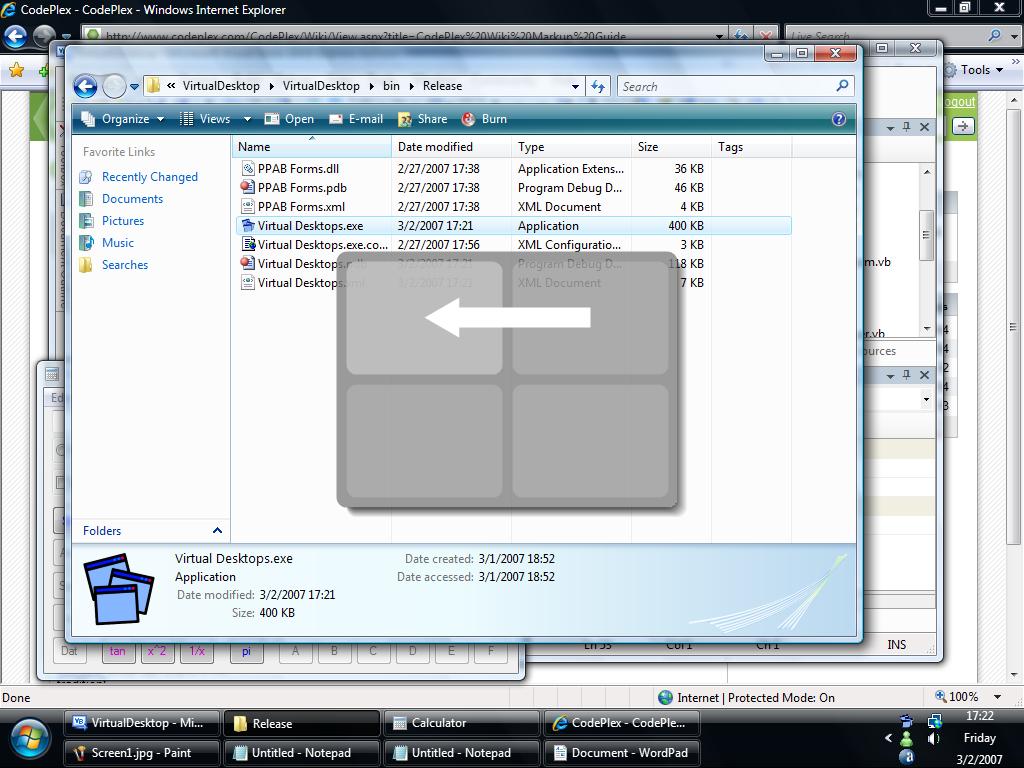 CodePlex - CodePlex - Windows Internet Explorer
http://www.codeplex.com/CodePlex/Wiki/View.aspx?title=CodePlex%20Wiki%20Markup%20Guide
Live Search
Tools
« VirtualDesktop VirtualDesktop bin Release
Search
Organize Views Open E-mail Share Burn
ogout
Favorite Links
Recently Changed
Documents
Pictures
Music
Searches
Name Date modified Type Size Tags
PPAB Forms.dll 2/27/2007 17:38 Application Extens... 36 KB
PPAB Forms.pdb 2/27/2007 17:38 Program Debug D... 46 KB
PPAB Forms.xml 2/27/2007 17:38 XML Document 4 KB
Virtual Desktops.exe 3/2/2007 17:21 Application 400 KB
Virtual Desktops.exe.co... 2/27/2007 17:56 XML Configuratio... 3 KB
Virtual Desktops.pdb 3/2/2007 17:21 Program Debug D... 118 KB
Virtual Desktops.xml 3/2/2007 17:21 XML Document 7 KB
m.vb
er.vb
ources
Folders
Virtual Desktops.exe
Application
Date modified: 3/2/2007 17:21
Size: 400 KB
Date created: 3/1/2007 18:52
Date accessed: 3/1/2007 18:52
Dat tan x^2 1/x pi A B C D E F
Ln 53 Col 1 Ch 1 INS
Done
Internet | Protected Mode: On
100%
VirtualDesktop - Mi...
Release
Calculator
CodePlex - CodePle...
Screen1.jpg - Paint
Untitled - Notepad
Untitled - Notepad
Document - WordPad
17:22
Friday
3/2/2007